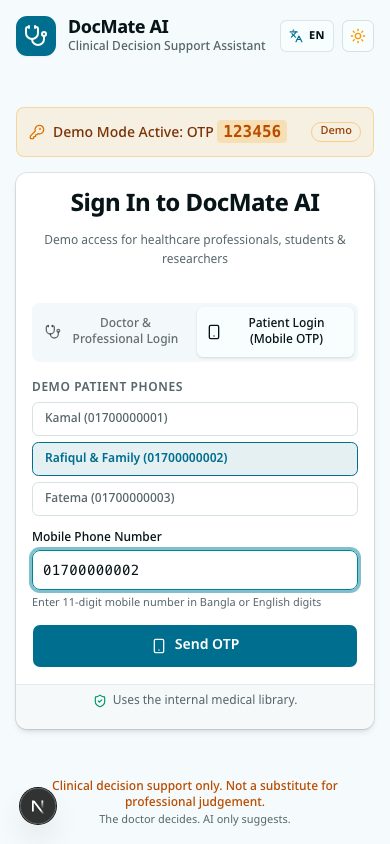 DocMate AI
Clinical Decision Support Assistant
EN
Demo Mode Active: OTP 123456
Demo
Sign In to DocMate AI
Demo access for healthcare professionals, students &
researchers
Doctor &
Professional Login
Patient Login
(Mobile OTP)
DEMO PATIENT PHONES
Kamal (01700000001)
Rafiqul & Family (01700000002)
Fatema (01700000003)
Mobile Phone Number
01700000002
Enter 11-digit mobile number in Bangla or English digits
Send OTP
Uses the internal medical library.
Clinical decision support only. Not a substitute for
professional judgement.
The doctor decides. AI only suggests.
N